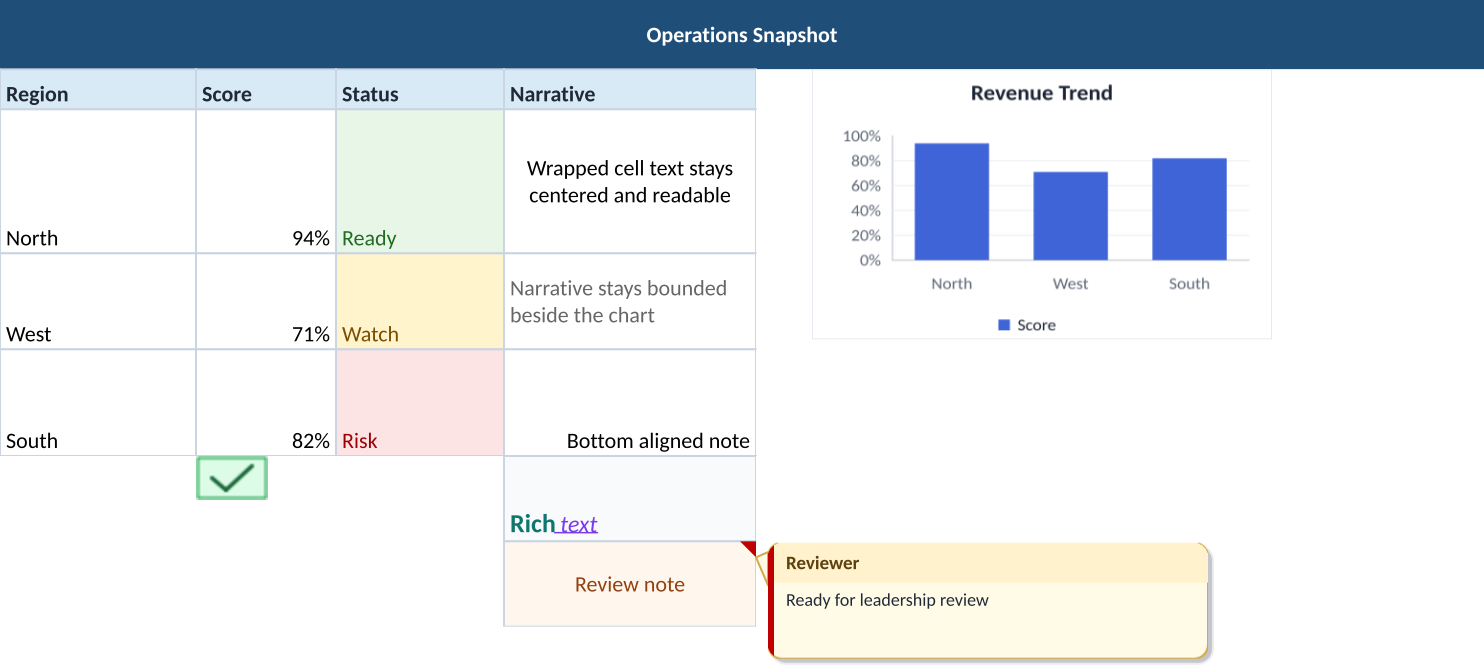 Operations Snapshot
Region Score Status Narrative
Wrapped cell text stays
centered and readable
North 94% Ready
Narrative stays bounded
beside the chart
West 71% Watch
South 82% Risk Bottom aligned note
Rich text
Review note
Revenue Trend
100%
80%
60%
40%
20%
0%
North West South
Score
Reviewer
Ready for leadership review